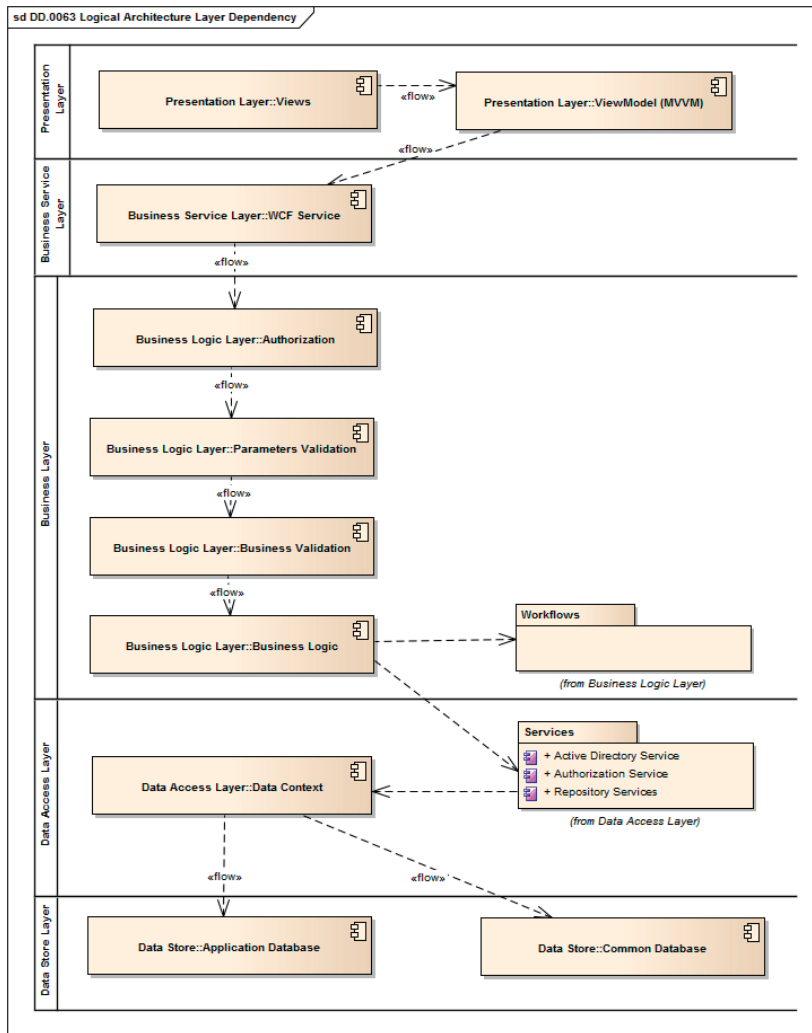 sd DD.0063 Logical Architecture Layer Dependency
Presentation
Layer
Presentation Layer::Views
«flow»
Presentation Layer::ViewModel (MVVM)
«flow»
Business Service
Layer
Business Service Layer::WCF Service
«flow»
Business Layer
Business Logic Layer::Authorization
«flow»
Business Logic Layer::Parameters Validation
«flow»
Business Logic Layer::Business Validation
«flow»
Business Logic Layer::Business Logic
Workflows
(from Business Logic Layer)
Data Access Layer
Data Access Layer::Data Context
Services
+ Active Directory Service
+ Authorization Service
+ Repository Services
(from Data Access Layer)
«flow»
«flow»
Data Store Layer
Data Store::Application Database
Data Store::Common Database